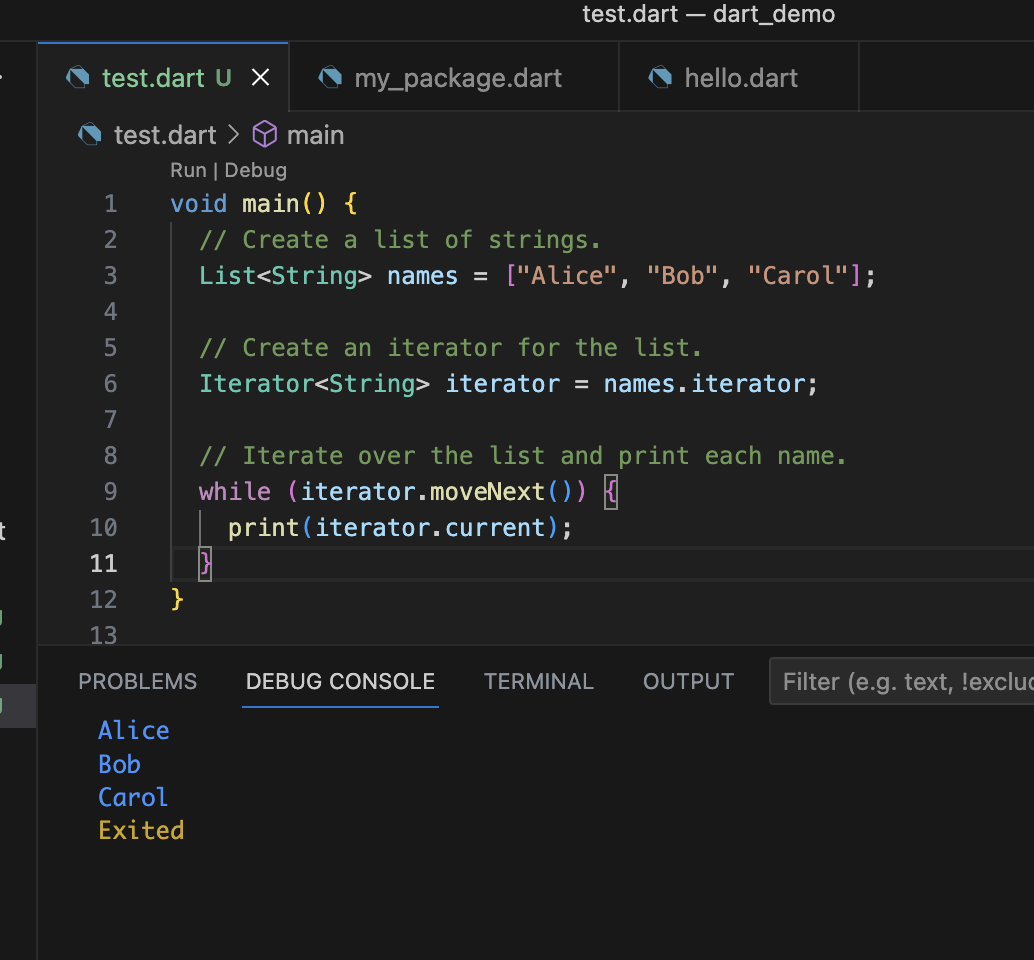 test.dart — dart_demo
test.dart U my_package.dart hello.dart
test.dart > main
Run | Debug
1 void main() {
2   // Create a list of strings.
3   List<String> names = ["Alice", "Bob", "Carol"];
4
5   // Create an iterator for the list.
6   Iterator<String> iterator = names.iterator;
7
8   // Iterate over the list and print each name.
9   while (iterator.moveNext()) {
10     print(iterator.current);
11   }
12 }
13
PROBLEMS DEBUG CONSOLE TERMINAL OUTPUT Filter (e.g. text, !exclu
Alice
Bob
Carol
Exited